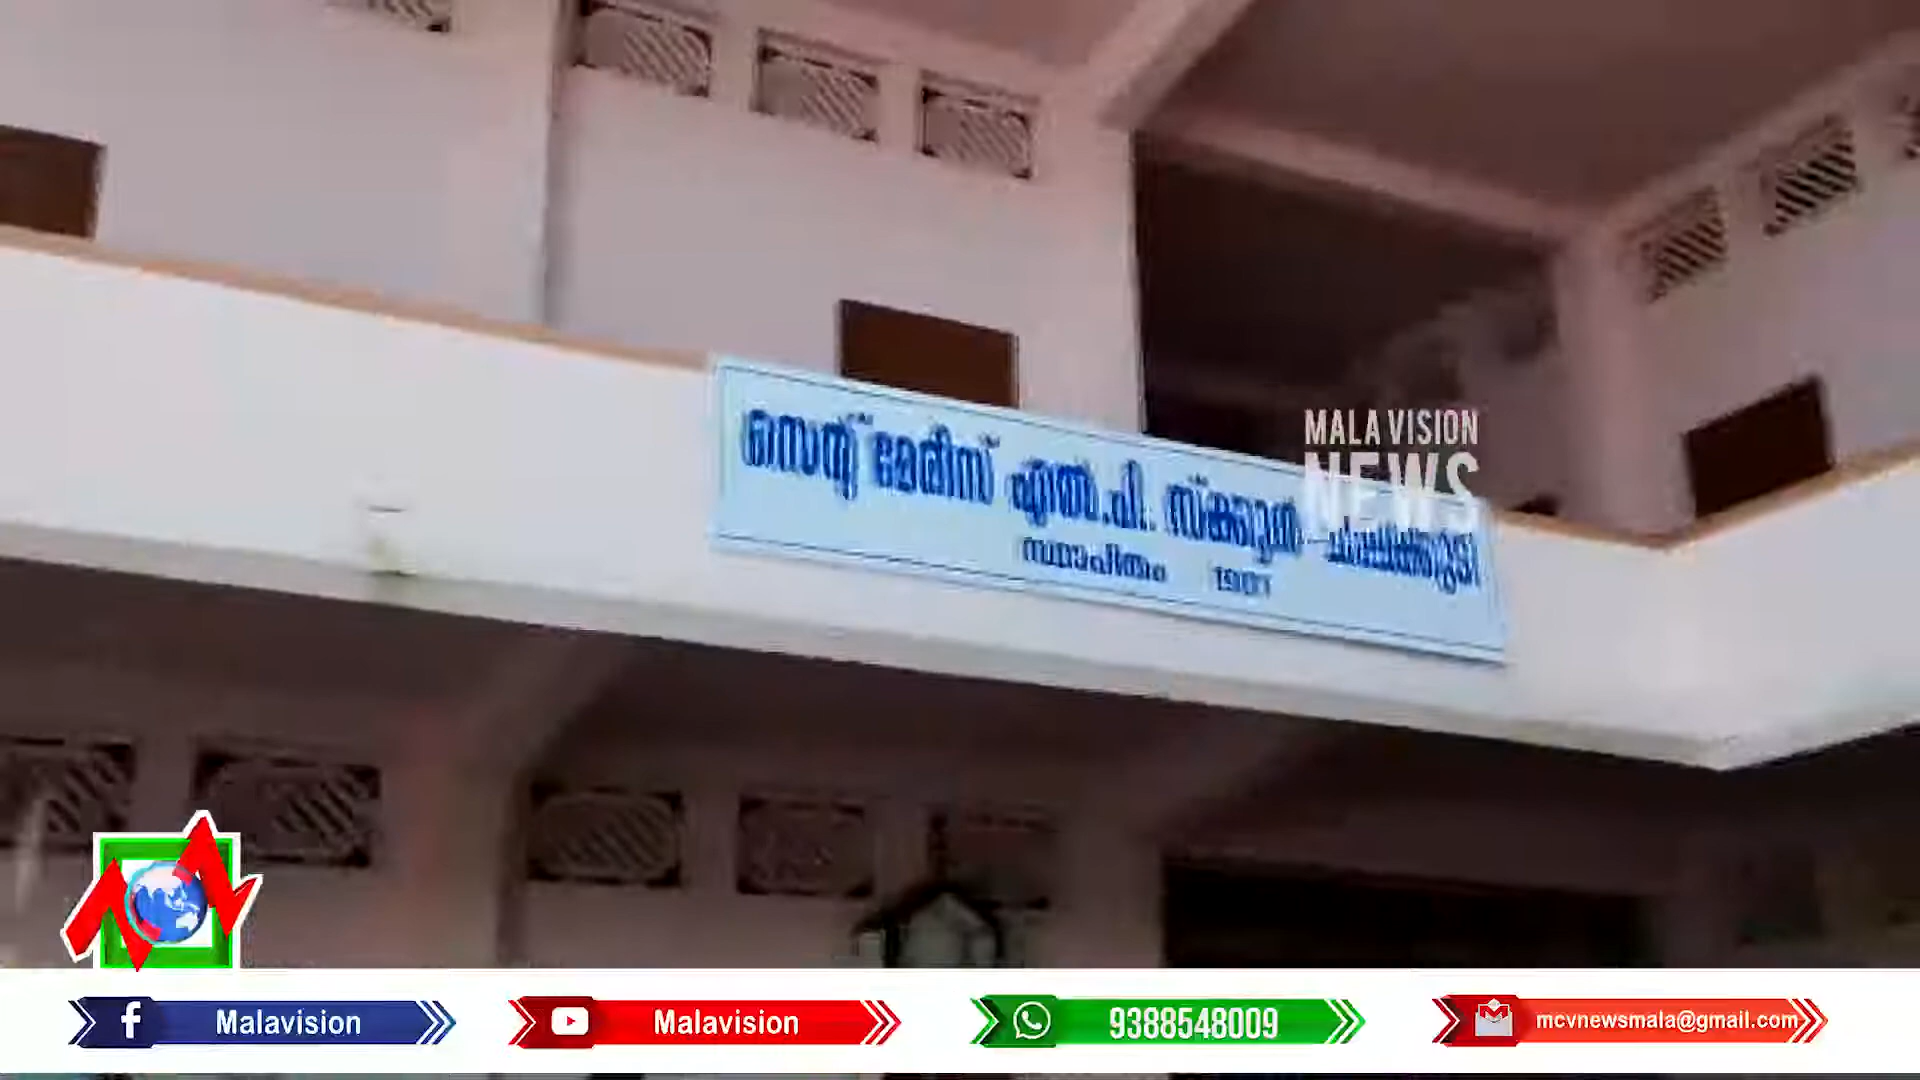 സെന്റ് മേരീസ് എൽ.പി. സ്ക്കൂൾ
സ്ഥാപിതം
MALA VISION
NEWS
Malavision
Malavision
9388548009
mcvnewsmala@gmail.com